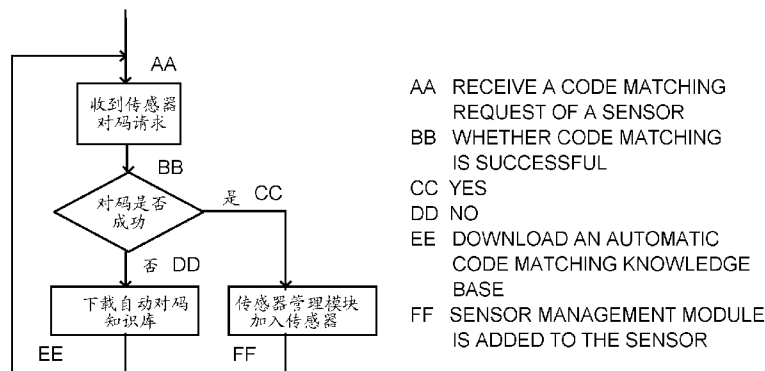 AA
收到传感器
对码请求
BB
对码是否
成功
是 CC
否 DD
下载自动对码
知识库
传感器管理模块
加入传感器
EE
FF
AA RECEIVE A CODE MATCHING
REQUEST OF A SENSOR
BB WHETHER CODE MATCHING
IS SUCCESSFUL
CC YES
DD NO
EE DOWNLOAD AN AUTOMATIC
CODE MATCHING KNOWLEDGE
BASE
FF SENSOR MANAGEMENT MODULE
IS ADDED TO THE SENSOR